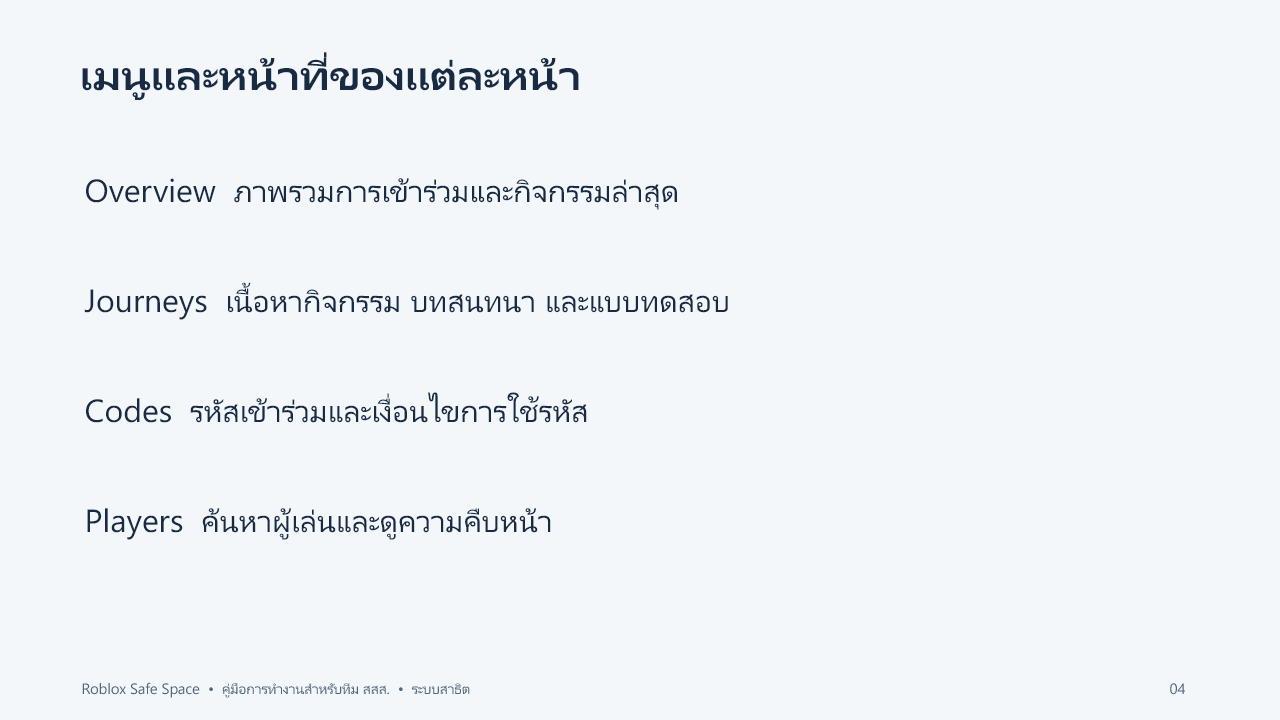 เมนูและหน้าที่ของแต่ละหน้า
Overview ภาพรวมการเข้าร่วมและกิจกรรมล่าสุด
Journeys เนื้อหากิจกรรม บทสนทนา และแบบทดสอบ
Codes รหัสเข้าร่วมและเงื่อนไขการใช้รหัส
Players ค้นหาผู้เล่นและดูความคืบหน้า
Roblox Safe Space • คู่มือการทำงานสำหรับทีม สสส. • ระบบสาธิต 04